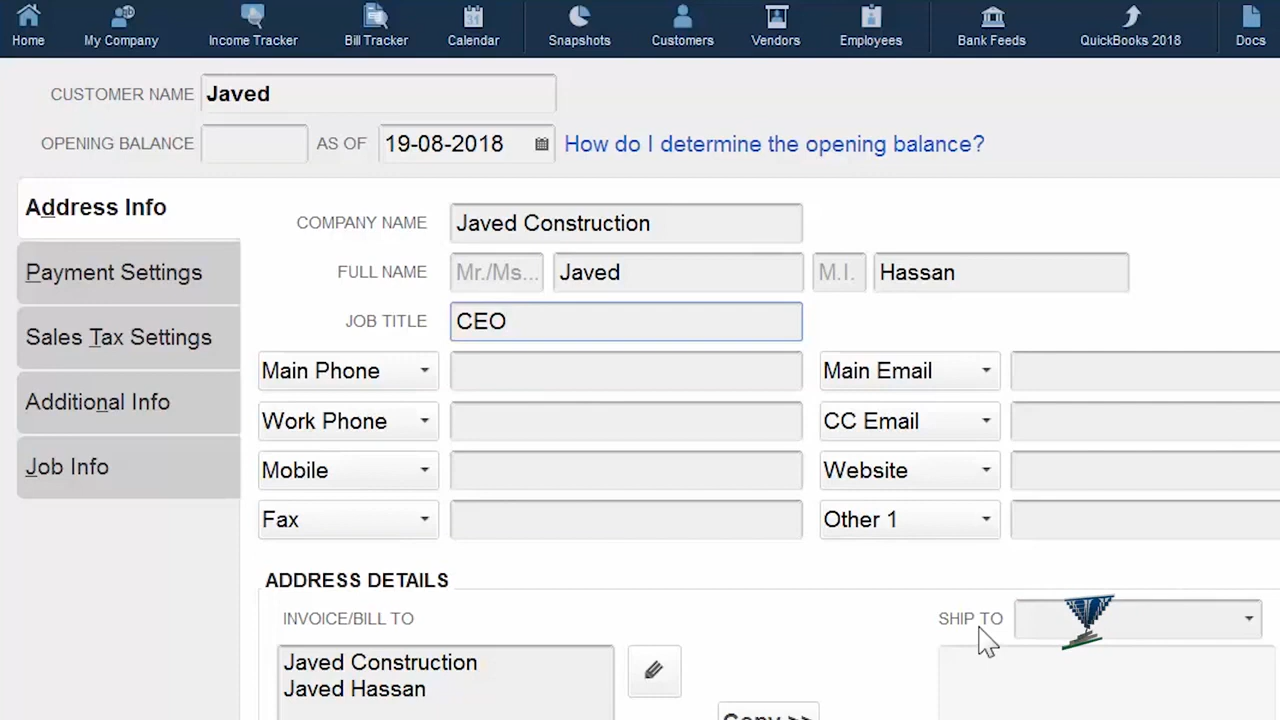 Home My Company Income Tracker Bill Tracker Calendar Snapshots Customers Vendors Employees Bank Feeds QuickBooks 2018 Docs
CUSTOMER NAME Javed
OPENING BALANCE AS OF 19-08-2018 How do I determine the opening balance?
Address Info
Payment Settings
Sales Tax Settings
Additional Info
Job Info
COMPANY NAME Javed Construction
FULL NAME Mr./Ms... Javed M.I. Hassan
JOB TITLE CEO
Main Phone Main Email
Work Phone CC Email
Mobile Website
Fax Other 1
ADDRESS DETAILS
INVOICE/BILL TO SHIP TO
Javed Construction
Javed Hassan
Copy >>